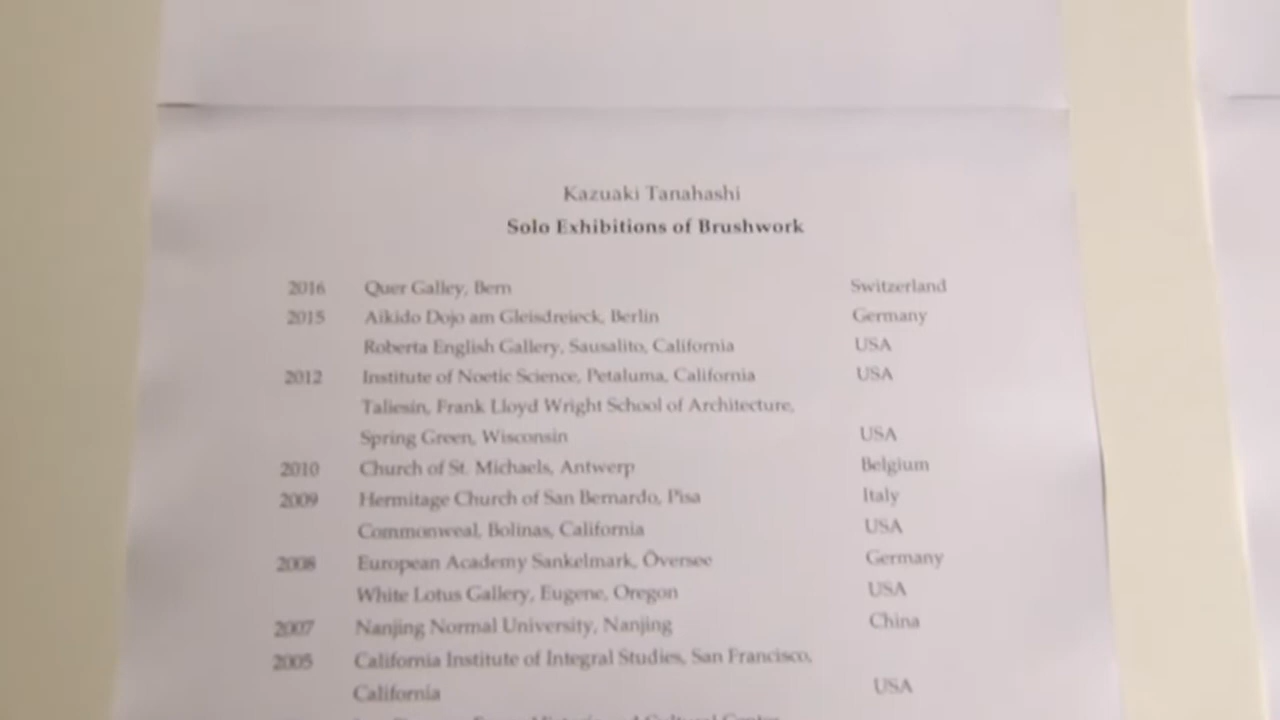 Kazuaki Tanahashi
Solo Exhibitions of Brushwork
2016 Quer Galley, Bern Switzerland
2015 Aikido Dojo am Gleisdreieck, Berlin Germany
Roberta English Gallery, Sausalito, California USA
2012 Institute of Noetic Science, Petaluma, California USA
Taliesin, Frank Lloyd Wright School of Architecture,
Spring Green, Wisconsin USA
2010 Church of St. Michaels, Antwerp Belgium
2009 Hermitage Church of San Bernardo, Pisa Italy
Commonweal, Bolinas, California USA
2008 European Academy Sankelmark, Översee Germany
White Lotus Gallery, Eugene, Oregon USA
2007 Nanjing Normal University, Nanjing China
2005 California Institute of Integral Studies, San Francisco,
California USA